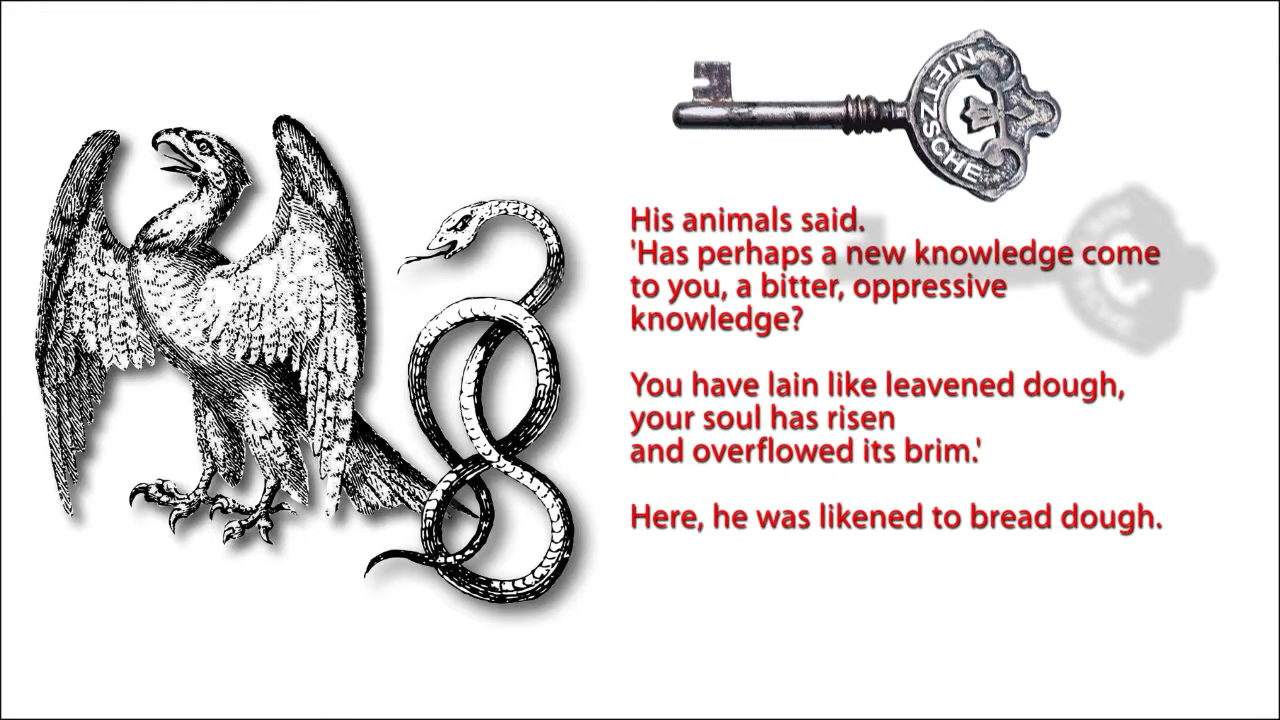 NIETZSCHE
His animals said.
'Has perhaps a new knowledge come
to you, a bitter, oppressive
knowledge?
You have lain like leavened dough,
your soul has risen
and overflowed its brim.'
Here, he was likened to bread dough.